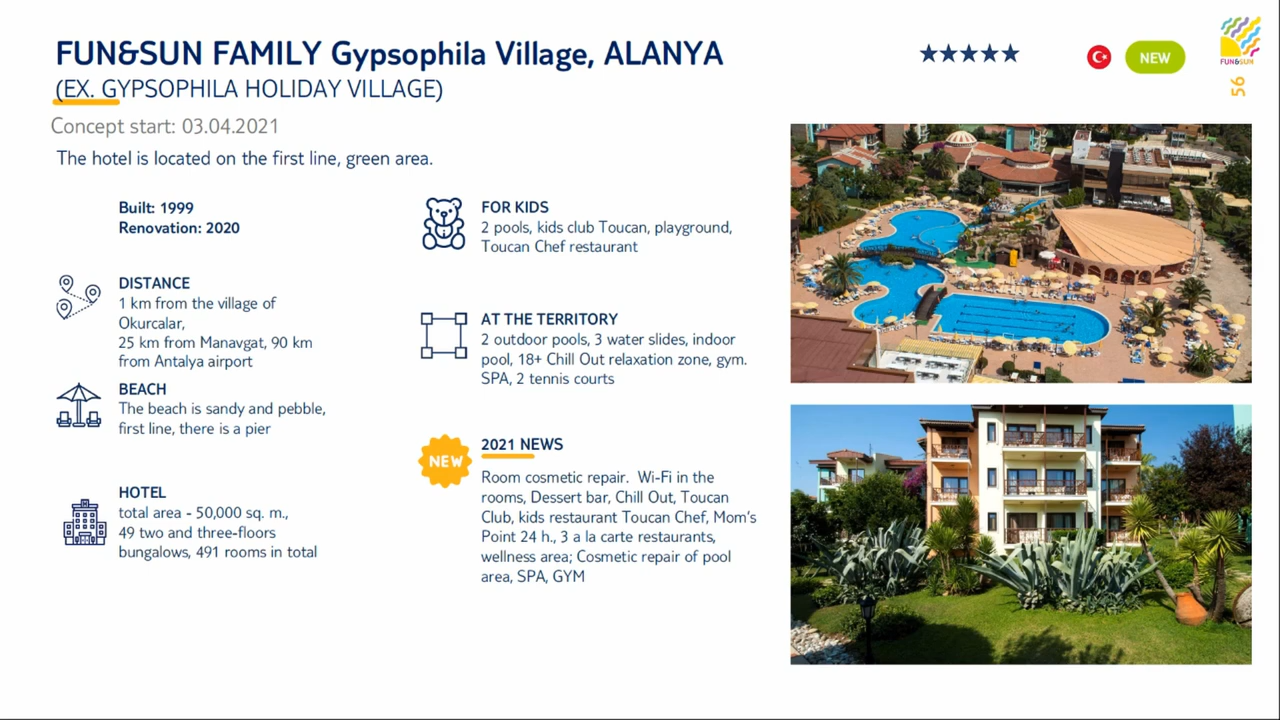 FUN&SUN FAMILY Gypsophila Village, ALANYA
(EX. GYPSOPHILA HOLIDAY VILLAGE)
NEW
FUN&SUN
56
Concept start: 03.04.2021
The hotel is located on the first line, green area.
Built: 1999
Renovation: 2020
DISTANCE
1 km from the village of
Okurcalar,
25 km from Manavgat, 90 km
from Antalya airport
BEACH
The beach is sandy and pebble,
first line, there is a pier
HOTEL
total area - 50,000 sq. m.,
49 two and three-floors
bungalows, 491 rooms in total
FOR KIDS
2 pools, kids club Toucan, playground,
Toucan Chef restaurant
AT THE TERRITORY
2 outdoor pools, 3 water slides, indoor
pool, 18+ Chill Out relaxation zone, gym.
SPA, 2 tennis courts
NEW
2021 NEWS
Room cosmetic repair. Wi-Fi in the
rooms, Dessert bar, Chill Out, Toucan
Club, kids restaurant Toucan Chef, Mom's
Point 24 h., 3 a la carte restaurants,
wellness area; Cosmetic repair of pool
area, SPA, GYM